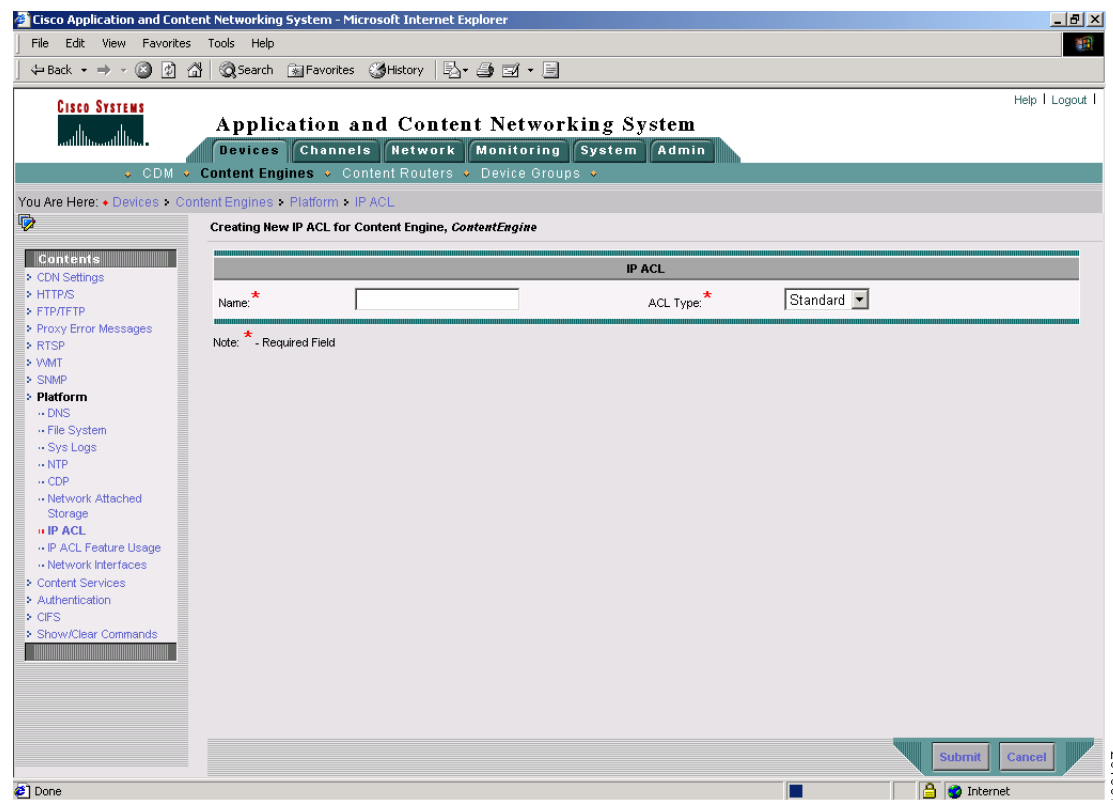 Cisco Application and Content Networking System - Microsoft Internet Explorer
File Edit View Favorites Tools Help
Back Search Favorites History
CISCO SYSTEMS
Help | Logout |
Application and Content Networking System
Devices Channels Network Monitoring System Admin
CDM Content Engines Content Routers Device Groups
You Are Here: Devices Content Engines Platform IP ACL
Creating New IP ACL for Content Engine, ContentEngine
Contents
CDN Settings
HTTP/S
FTP/TFTP
Proxy Error Messages
RTSP
WMT
SNMP
Platform
DNS
File System
Sys Logs
NTP
CDP
Network Attached
Storage
IP ACL
IP ACL Feature Usage
Network Interfaces
Content Services
Authentication
CIFS
Show/Clear Commands
IP ACL
Name:* ACL Type:* Standard
Note: * - Required Field
Submit Cancel
Done Internet